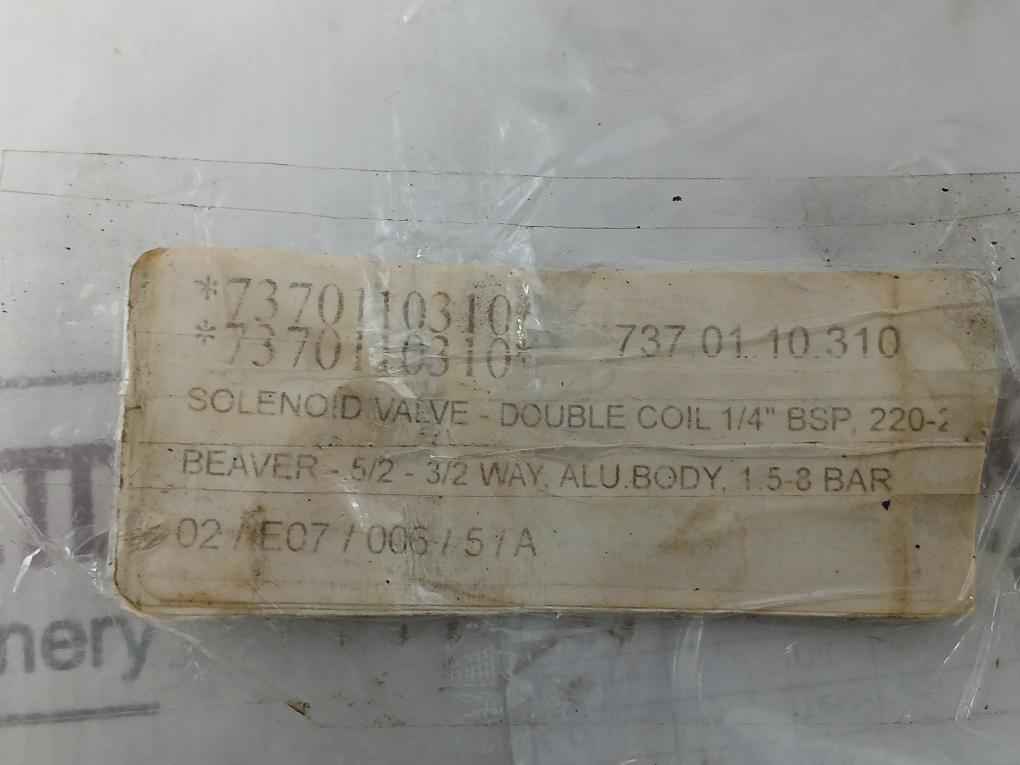 *7370110310*
*7370110310*
737.01.10.310
SOLENOID VALVE - DOUBLE COIL 1/4" BSP, 220-2
BEAVER - 5/2 - 3/2 WAY, ALU.BODY, 1.5-8 BAR
02 / E07 / 006 / 5 / A
nery